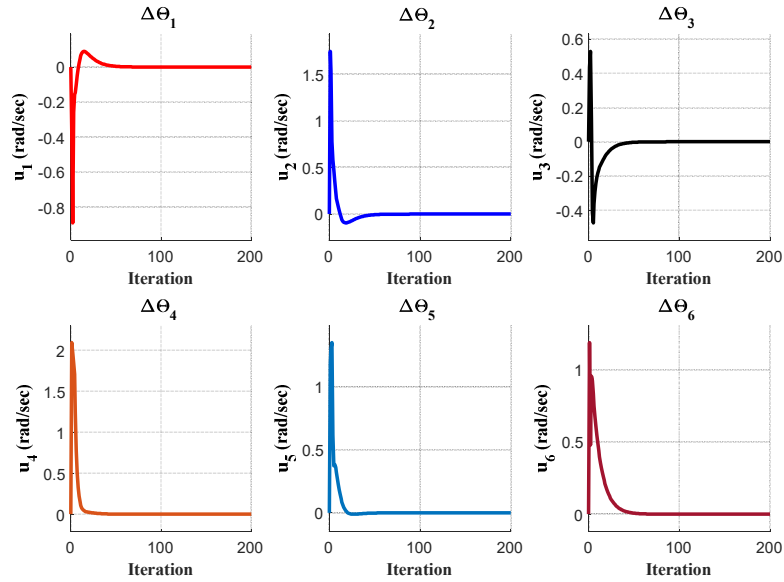 ΔΘ1
u1 (rad/sec)
0
-0.2
-0.4
-0.6
-0.8
0
100
200
Iteration
ΔΘ2
u2 (rad/sec)
1.5
1
0.5
0
0
100
200
Iteration
ΔΘ3
u3 (rad/sec)
0.6
0.4
0.2
0
-0.2
-0.4
0
100
200
Iteration
ΔΘ4
u4 (rad/sec)
2
1.5
1
0.5
0
0
100
200
Iteration
ΔΘ5
u5 (rad/sec)
1
0.5
0
0
100
200
Iteration
ΔΘ6
u6 (rad/sec)
1
0.5
0
0
100
200
Iteration